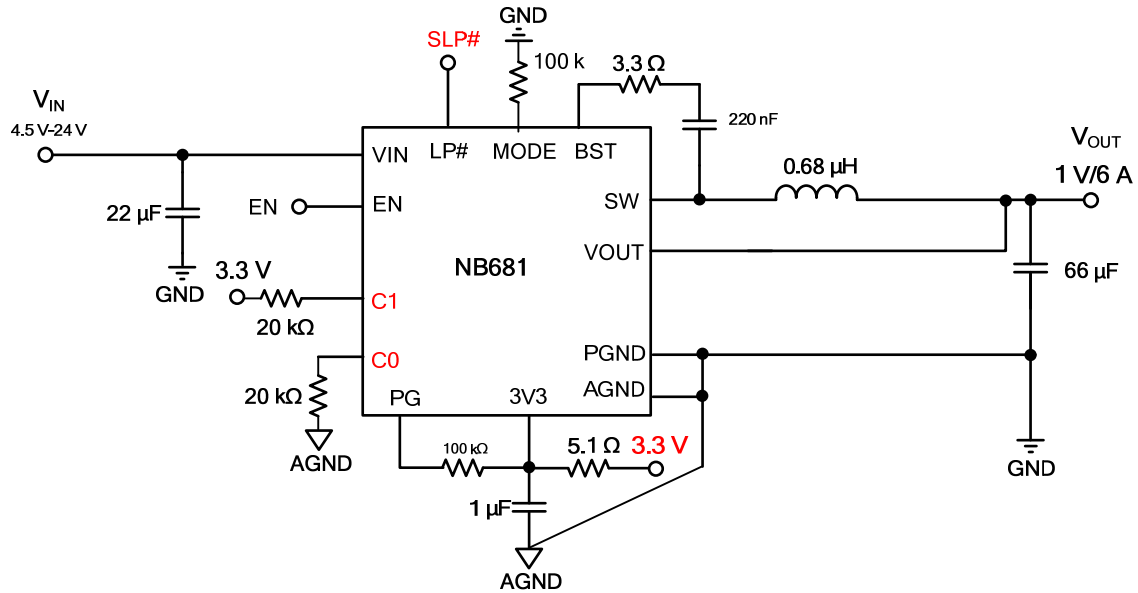 GND
SLP#
100 k
3.3 Ω
220 nF
V_IN
4.5 V-24 V
VIN
LP#
MODE
BST
V_OUT
1 V/6 A
0.68 µH
SW
EN
EN
22 µF
GND
VOUT
NB681
66 µF
3.3 V
C1
20 kΩ
C0
PGND
AGND
20 kΩ
PG
3V3
AGND
100 kΩ
5.1 Ω
3.3 V
GND
1 µF
AGND